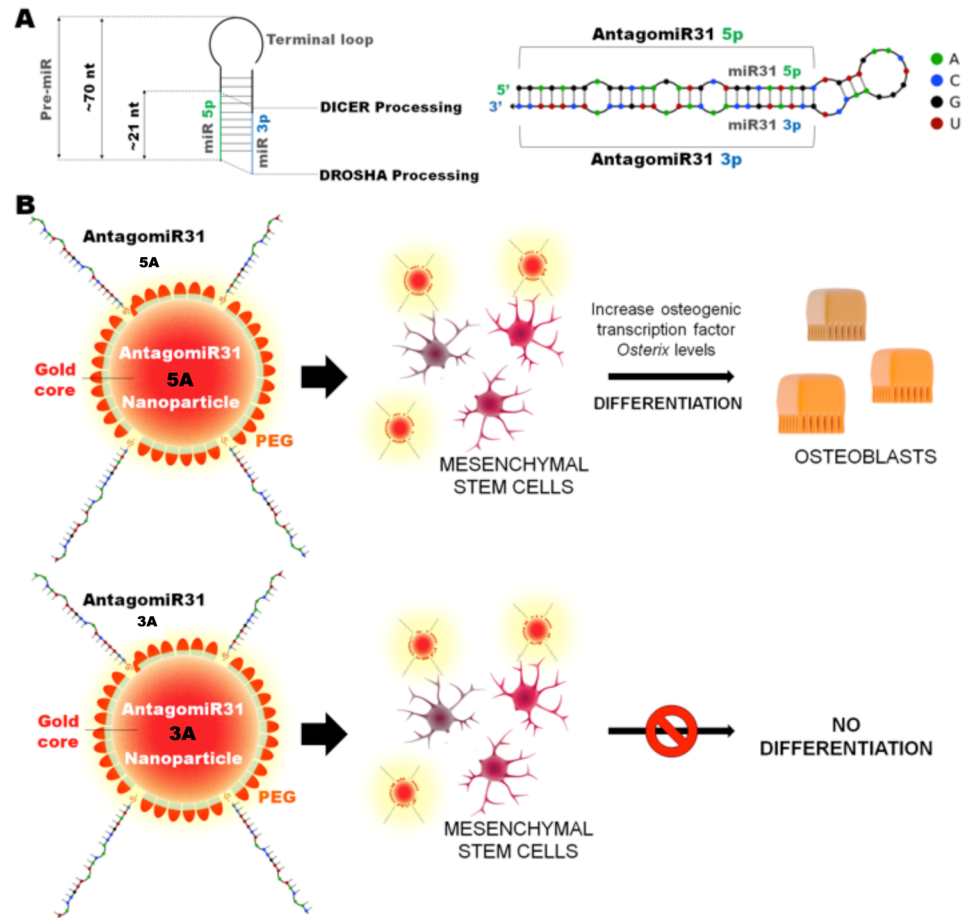 A
Pre-miR
~70 nt
~21 nt
Terminal loop
miR 5p
miR 3p
DICER Processing
DROSHA Processing
AntagomiR31 5p
miR31 5p
5’
3’
miR31 3p
AntagomiR31 3p
A
C
G
U
B
AntagomiR31
5A
AntagomiR31
5A
Nanoparticle
Gold
core
PEG
MESENCHYMAL
STEM CELLS
Increase osteogenic
transcription factor
Osterix levels
DIFFERENTIATION
OSTEOBLASTS
AntagomiR31
3A
AntagomiR31
3A
Nanoparticle
Gold
core
PEG
MESENCHYMAL
STEM CELLS
NO
DIFFERENTIATION